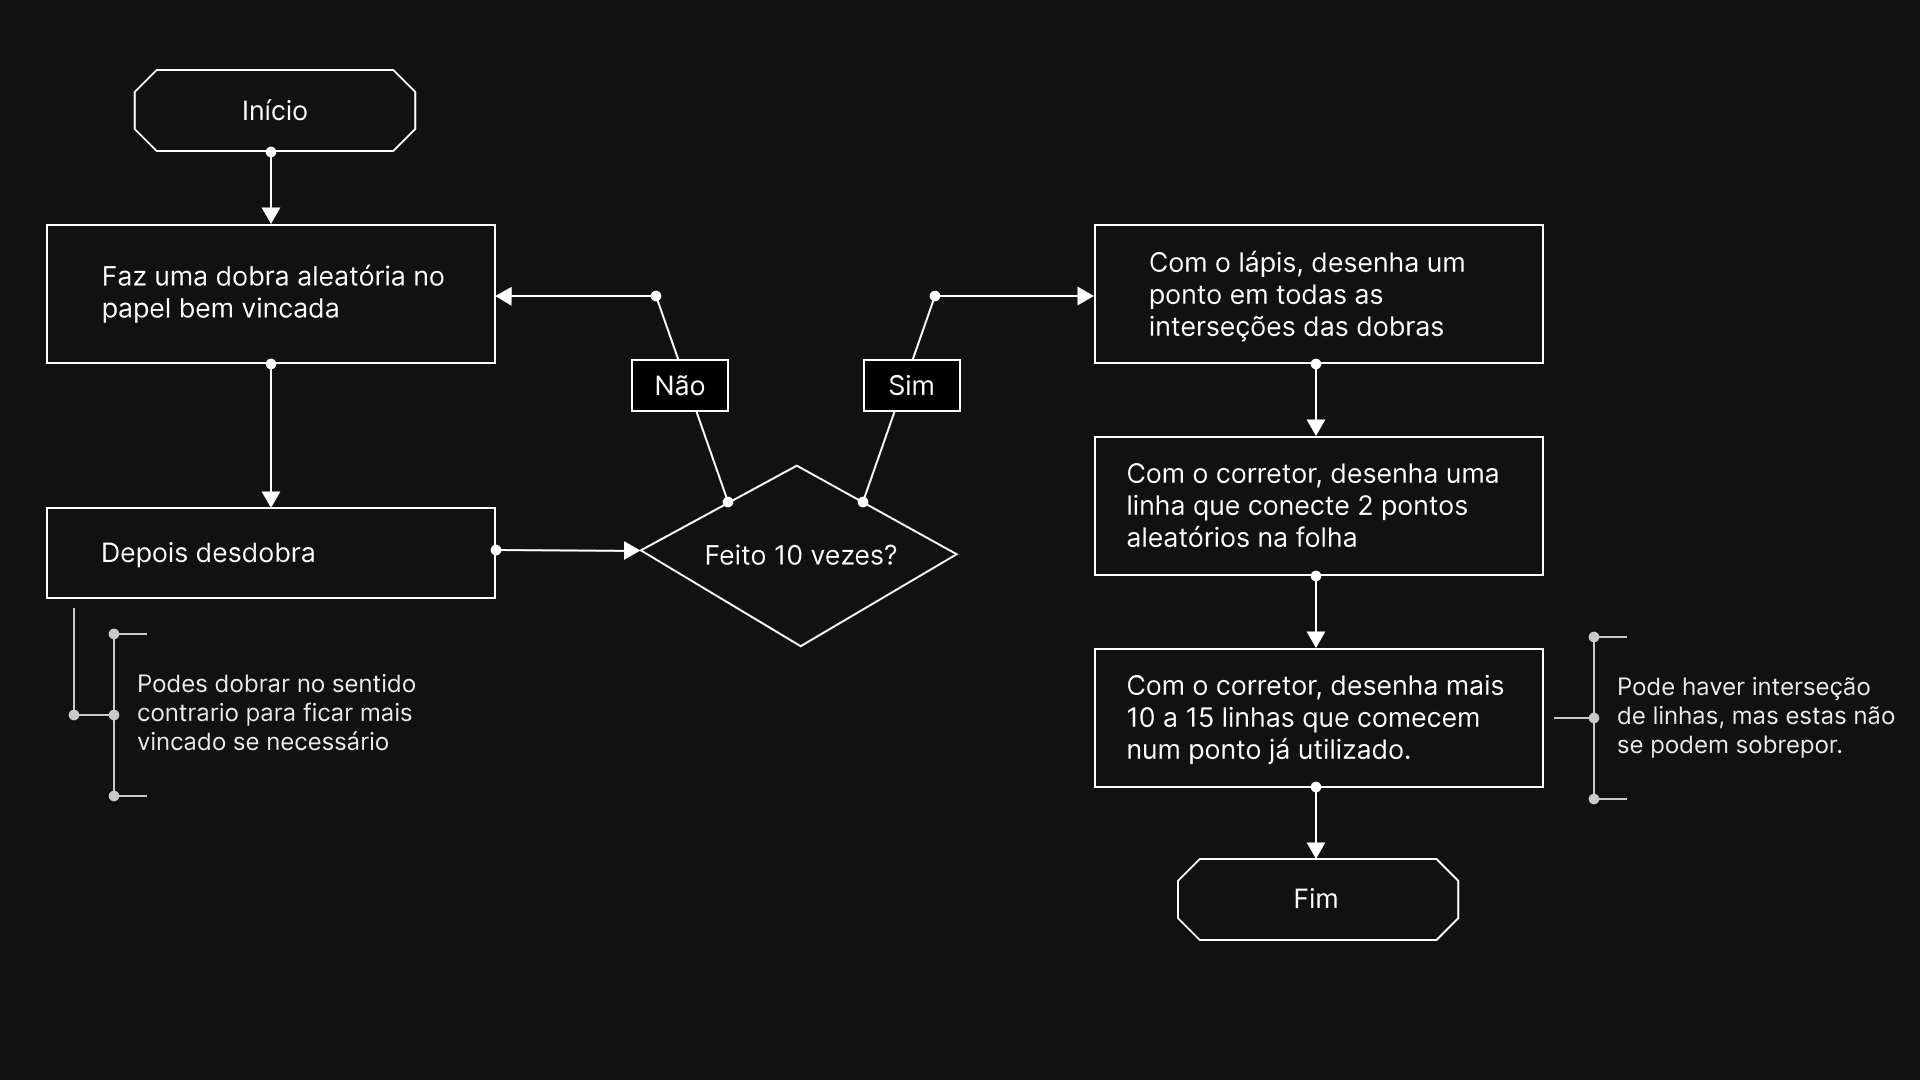 Início
Faz uma dobra aleatória no
papel bem vincada
Depois desdobra
Podes dobrar no sentido
contrario para ficar mais
vincado se necessário
Feito 10 vezes?
Não
Sim
Com o lápis, desenha um
ponto em todas as
interseções das dobras
Com o corretor, desenha uma
linha que conecte 2 pontos
aleatórios na folha
Com o corretor, desenha mais
10 a 15 linhas que comecem
num ponto já utilizado.
Pode haver interseção
de linhas, mas estas não
se podem sobrepor.
Fim